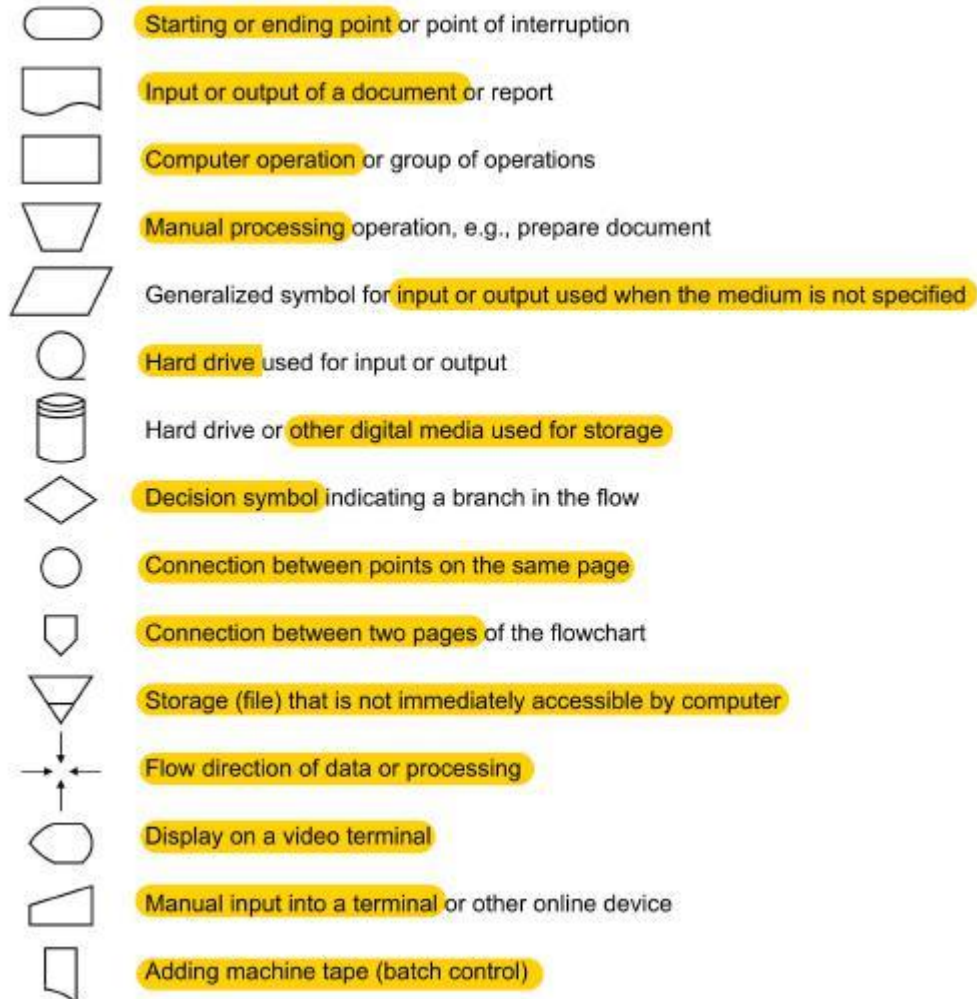 Starting or ending point or point of interruption
Input or output of a document or report
Computer operation or group of operations
Manual processing operation, e.g., prepare document
Generalized symbol for input or output used when the medium is not specified
Hard drive used for input or output
Hard drive or other digital media used for storage
Decision symbol indicating a branch in the flow
Connection between points on the same page
Connection between two pages of the flowchart
Storage (file) that is not immediately accessible by computer
Flow direction of data or processing
Display on a video terminal
Manual input into a terminal or other online device
Adding machine tape (batch control)